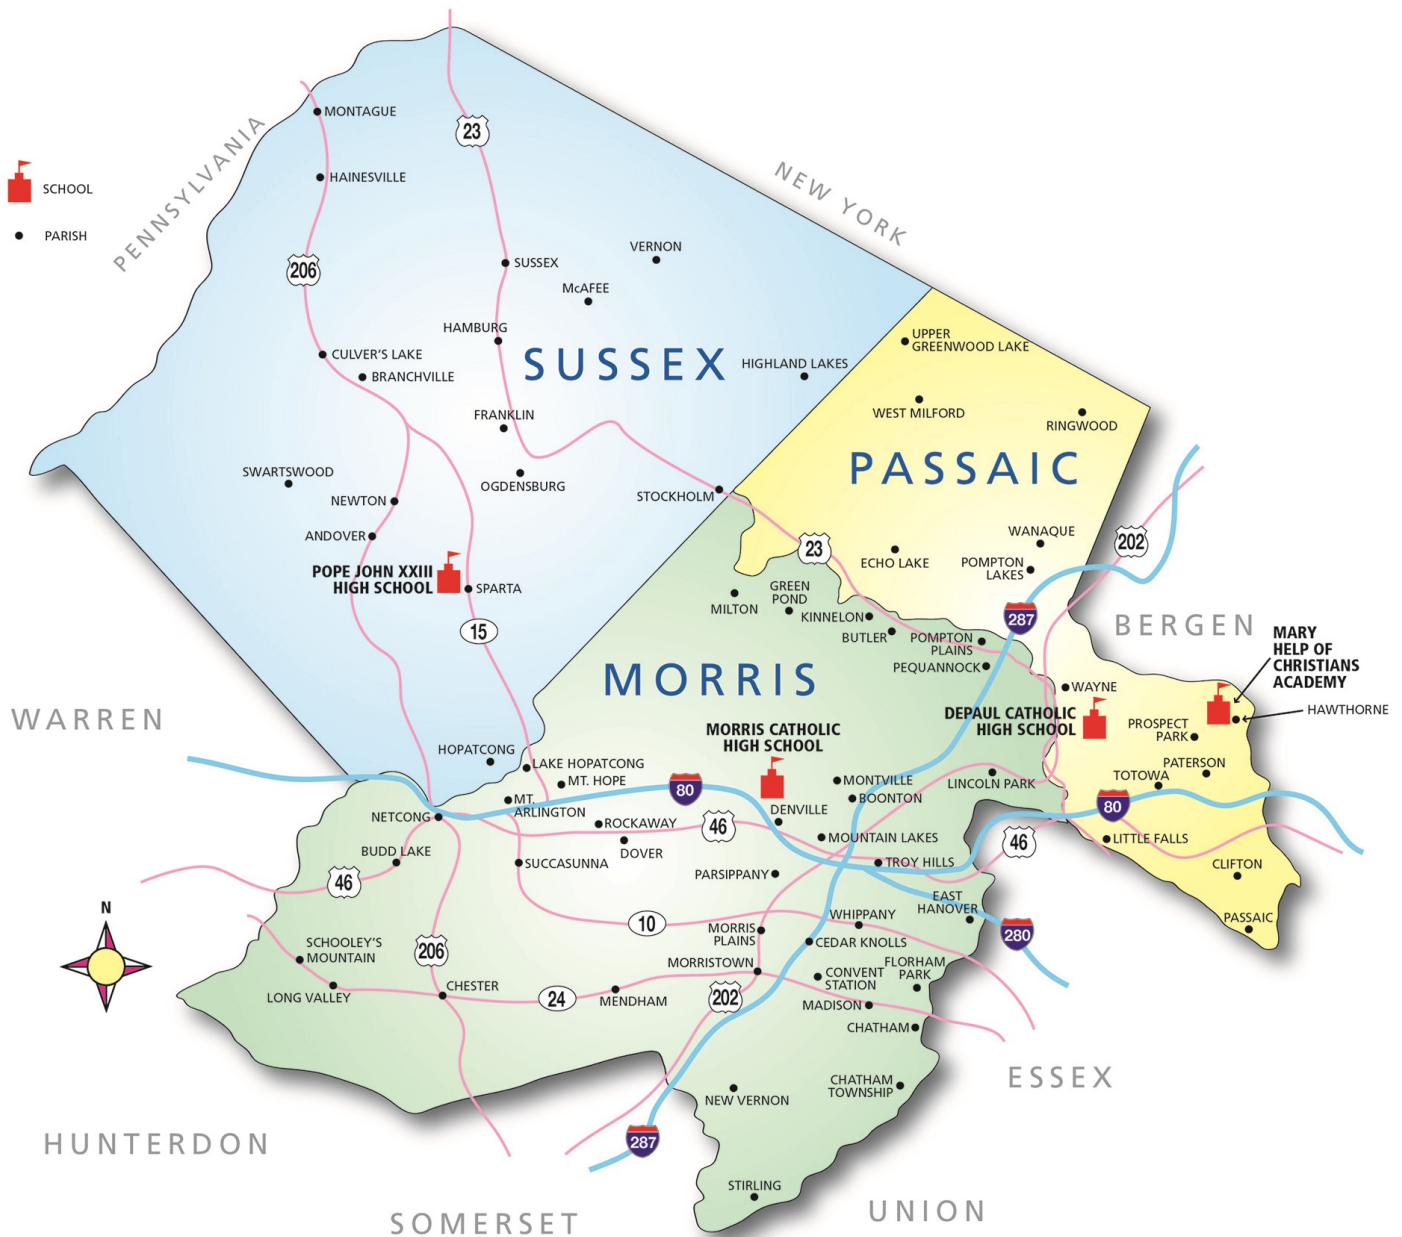 MONTAGUE
23
PENNSYLVANIA
SCHOOL
HAINESVILLE
NEW YORK
PARISH
VERNON
206
SUSSEX
McAFEE
HAMBURG
UPPER
GREENWOOD LAKE
CULVER'S LAKE
SUSSEX
HIGHLAND LAKES
BRANCHVILLE
FRANKLIN
WEST MILFORD
RINGWOOD
PASSAIC
SWARTSWOOD
OGDENSBURG
NEWTON
STOCKHOLM
ANDOVER
WANAQUE
202
23
ECHO LAKE
POMPTON
LAKES
POPE JOHN XXIII
HIGH SCHOOL
SPARTA
GREEN
POND
MILTON
KINNELON
287
BERGEN
15
BUTLER
POMPTON
PLAINS
MARY
HELP OF
CHRISTIANS
ACADEMY
PEQUANNOCK
MORRIS
WAYNE
HAWTHORNE
WARREN
DEPAUL CATHOLIC
HIGH SCHOOL
PROSPECT
PARK
MORRIS CATHOLIC
HIGH SCHOOL
HOPATCONG
LAKE HOPATCONG
PATERSON
MT. HOPE
TOTOWA
MONTVILLE
LINCOLN PARK
80
BOONTON
80
MT.
ARLINGTON
NETCONG
DENVILLE
ROCKAWAY
46
MOUNTAIN LAKES
46
LITTLE FALLS
BUDD LAKE
DOVER
SUCCASUNNA
TROY HILLS
CLIFTON
46
PARSIPPANY
EAST
HANOVER
N
10
WHIPPANY
PASSAIC
MORRIS
PLAINS
280
SCHOOLEY'S
MOUNTAIN
206
CEDAR KNOLLS
MORRISTOWN
FLORHAM
PARK
CONVENT
STATION
LONG VALLEY
CHESTER
24
MENDHAM
202
MADISON
CHATHAM
ESSEX
CHATHAM
TOWNSHIP
NEW VERNON
HUNTERDON
287
STIRLING
SOMERSET
UNION